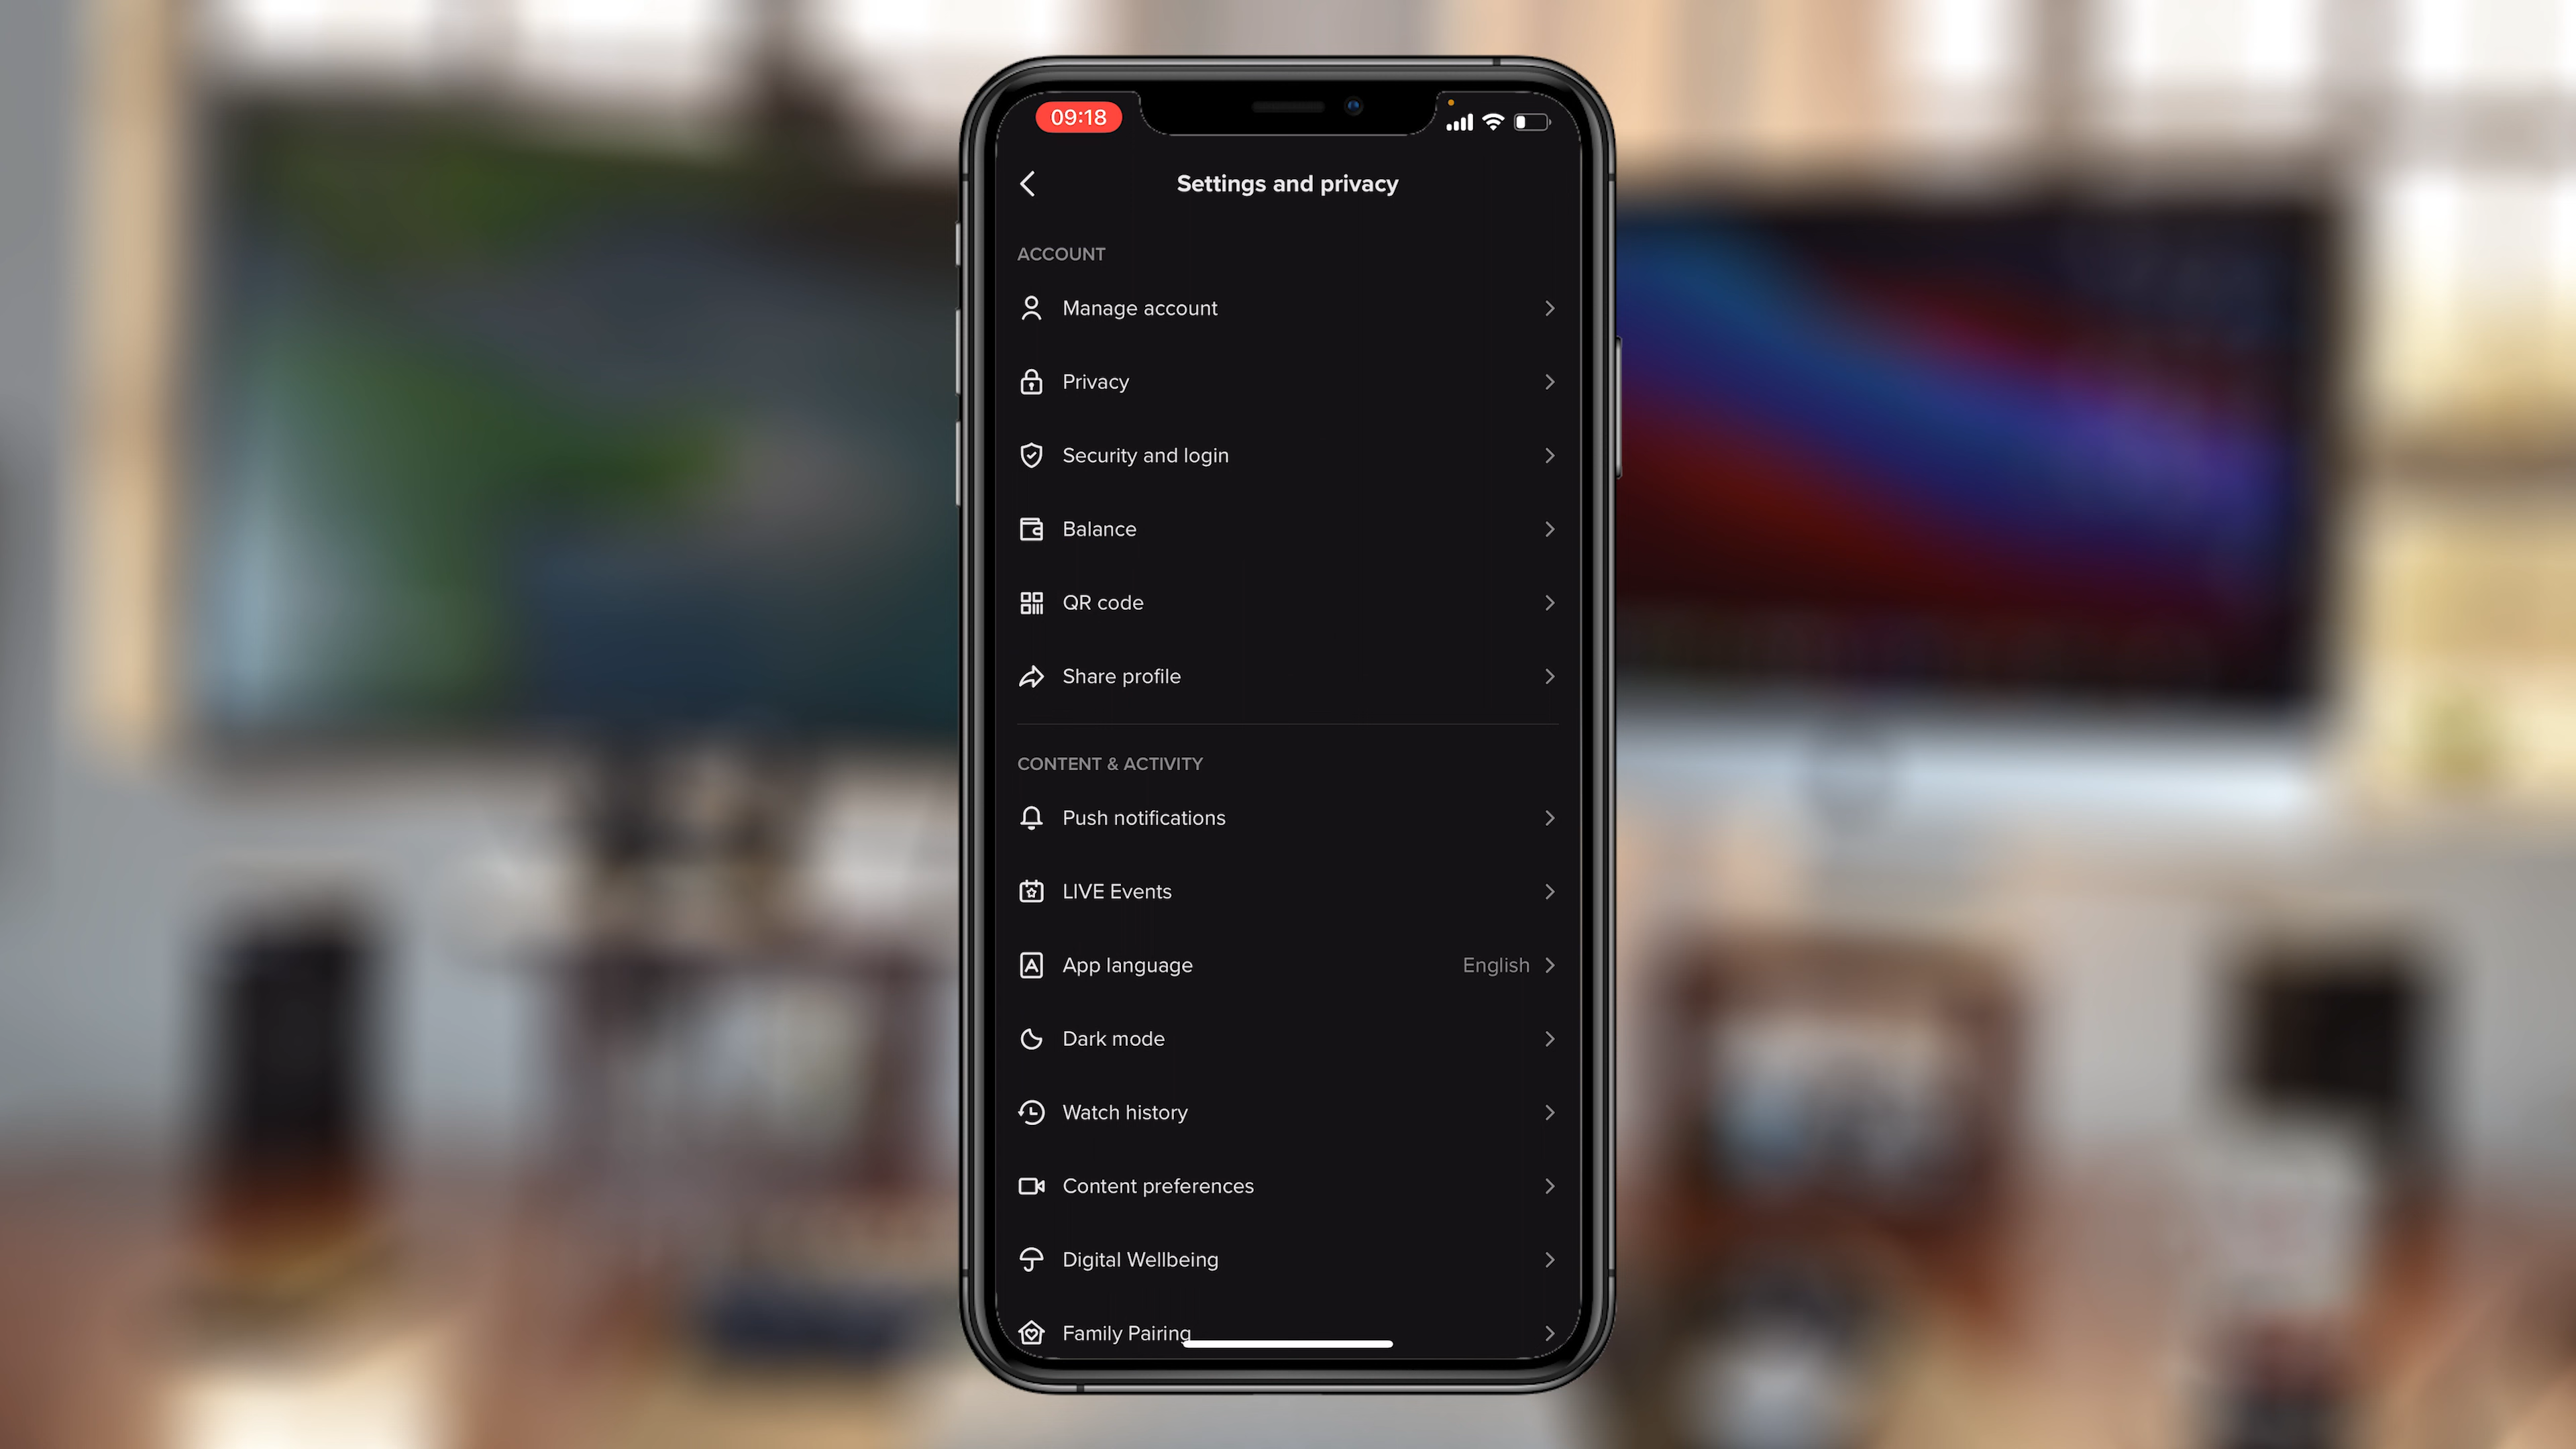 09:18
Settings and privacy
ACCOUNT
Manage account
Privacy
Security and login
Balance
QR code
Share profile
CONTENT & ACTIVITY
Push notifications
LIVE Events
App language English
Dark mode
Watch history
Content preferences
Digital Wellbeing
Family Pairing